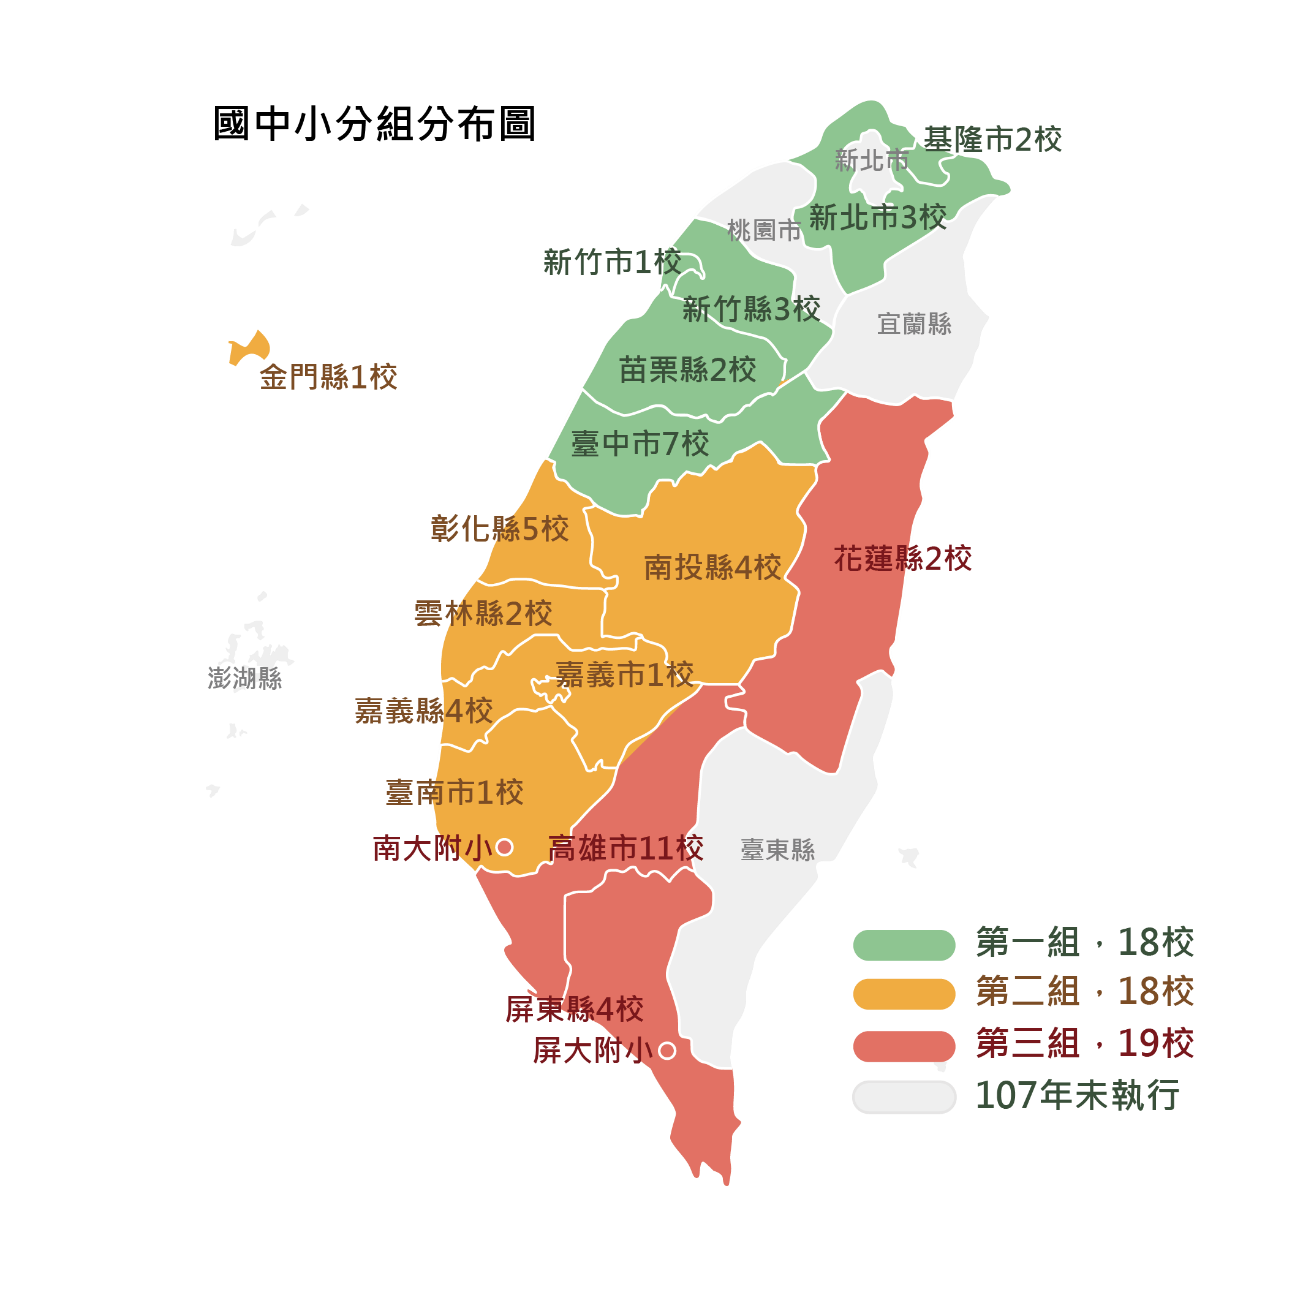 國中小分組分布圖
基隆市2校
新北市
新北市3校
桃園市
新竹市1校
新竹縣3校
宜蘭縣
苗栗縣2校
金門縣1校
臺中市7校
彰化縣5校
南投縣4校
花蓮縣2校
雲林縣2校
嘉義市1校
澎湖縣
嘉義縣4校
臺南市1校
南大附小
高雄市11校
臺東縣
第一組，18校
第二組，18校
屏東縣4校
第三組，19校
屏大附小
107年未執行